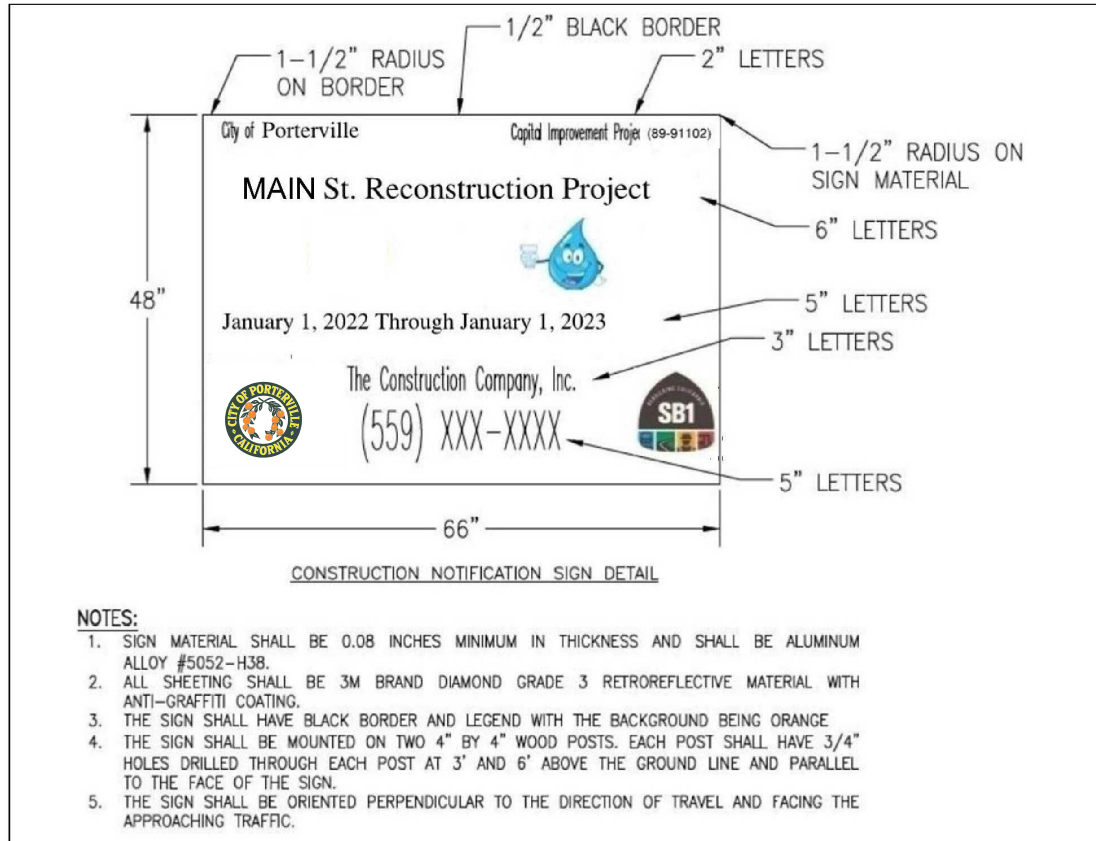 1/2" BLACK BORDER
1-1/2" RADIUS
ON BORDER
2" LETTERS
City of Porterville
Capital Improvement Projec (89-91102)
1-1/2" RADIUS ON
SIGN MATERIAL
MAIN St. Reconstruction Project
6" LETTERS
48"
5" LETTERS
January 1, 2022 Through January 1, 2023
3" LETTERS
The Construction Company, Inc.
(559) XXX-XXXX
CITY OF PORTERVILLE
CALIFORNIA
REBUILDING CALIFORNIA
SB1
5" LETTERS
66"
CONSTRUCTION NOTIFICATION SIGN DETAIL
NOTES:
1. SIGN MATERIAL SHALL BE 0.08 INCHES MINIMUM IN THICKNESS AND SHALL BE ALUMINUM
ALLOY #5052-H38.
2. ALL SHEETING SHALL BE 3M BRAND DIAMOND GRADE 3 RETROREFLECTIVE MATERIAL WITH
ANTI-GRAFFITI COATING.
3. THE SIGN SHALL HAVE BLACK BORDER AND LEGEND WITH THE BACKGROUND BEING ORANGE
4. THE SIGN SHALL BE MOUNTED ON TWO 4" BY 4" WOOD POSTS. EACH POST SHALL HAVE 3/4"
HOLES DRILLED THROUGH EACH POST AT 3' AND 6' ABOVE THE GROUND LINE AND PARALLEL
TO THE FACE OF THE SIGN.
5. THE SIGN SHALL BE ORIENTED PERPENDICULAR TO THE DIRECTION OF TRAVEL AND FACING THE
APPROACHING TRAFFIC.